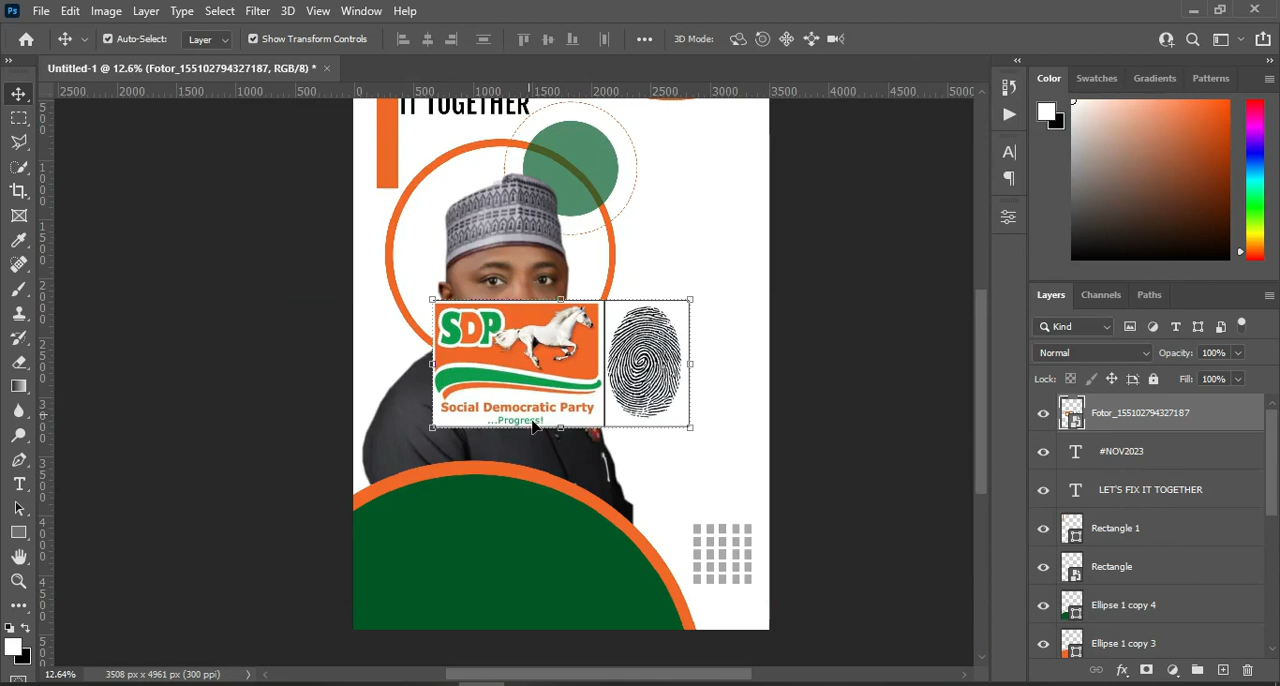 Ps File Edit Image Layer Type Select Filter 3D View Window Help
Auto-Select: Layer Show Transform Controls 3D Mode:
Untitled-1 @ 12.6% (Fotor_155102794327187, RGB/8) *
2500 2000 1500 1000 500 0 500 1000 1500 2000 2500 3000 3500 4000 4500 5000
IT TOGETHER
SDP
Social Democratic Party
...Progress!
Color Swatches Gradients Patterns
Layers Channels Paths
Kind
Normal Opacity: 100%
Lock: Fill: 100%
Fotor_155102794327187
#NOV2023
LET'S FIX IT TOGETHER
Rectangle 1
Rectangle
Ellipse 1 copy 4
Ellipse 1 copy 3
12.64% 3508 px x 4961 px (300 ppi)